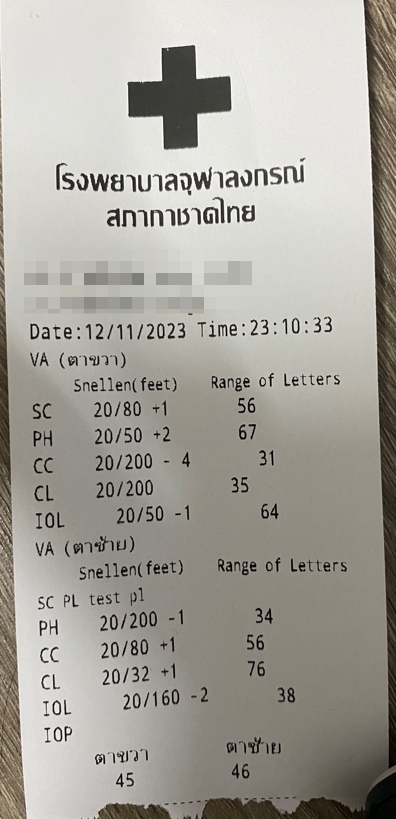 โรงพยาบาลจุฬาลงกรณ์
สภากาชาดไทย
Date:12/11/2023 Time:23:10:33
VA (ตาขวา)
Snellen(feet) Range of Letters
SC 20/80 +1 56
PH 20/50 +2 67
CC 20/200 - 4 31
CL 20/200 35
IOL 20/50 -1 64
VA (ตาซ้าย)
Snellen(feet) Range of Letters
SC PL test pl
PH 20/200 -1 34
CC 20/80 +1 56
CL 20/32 +1 76
IOL 20/160 -2 38
IOP
ตาขวา ตาซ้าย
45 46